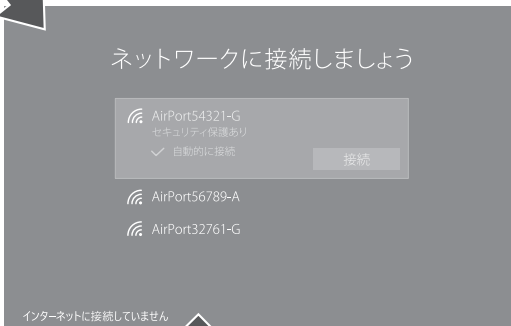 ネットワークに接続しましょう
AirPort54321-G
セキュリティ保護あり
自動的に接続
接続
AirPort56789-A
AirPort32761-G
インターネットに接続していません